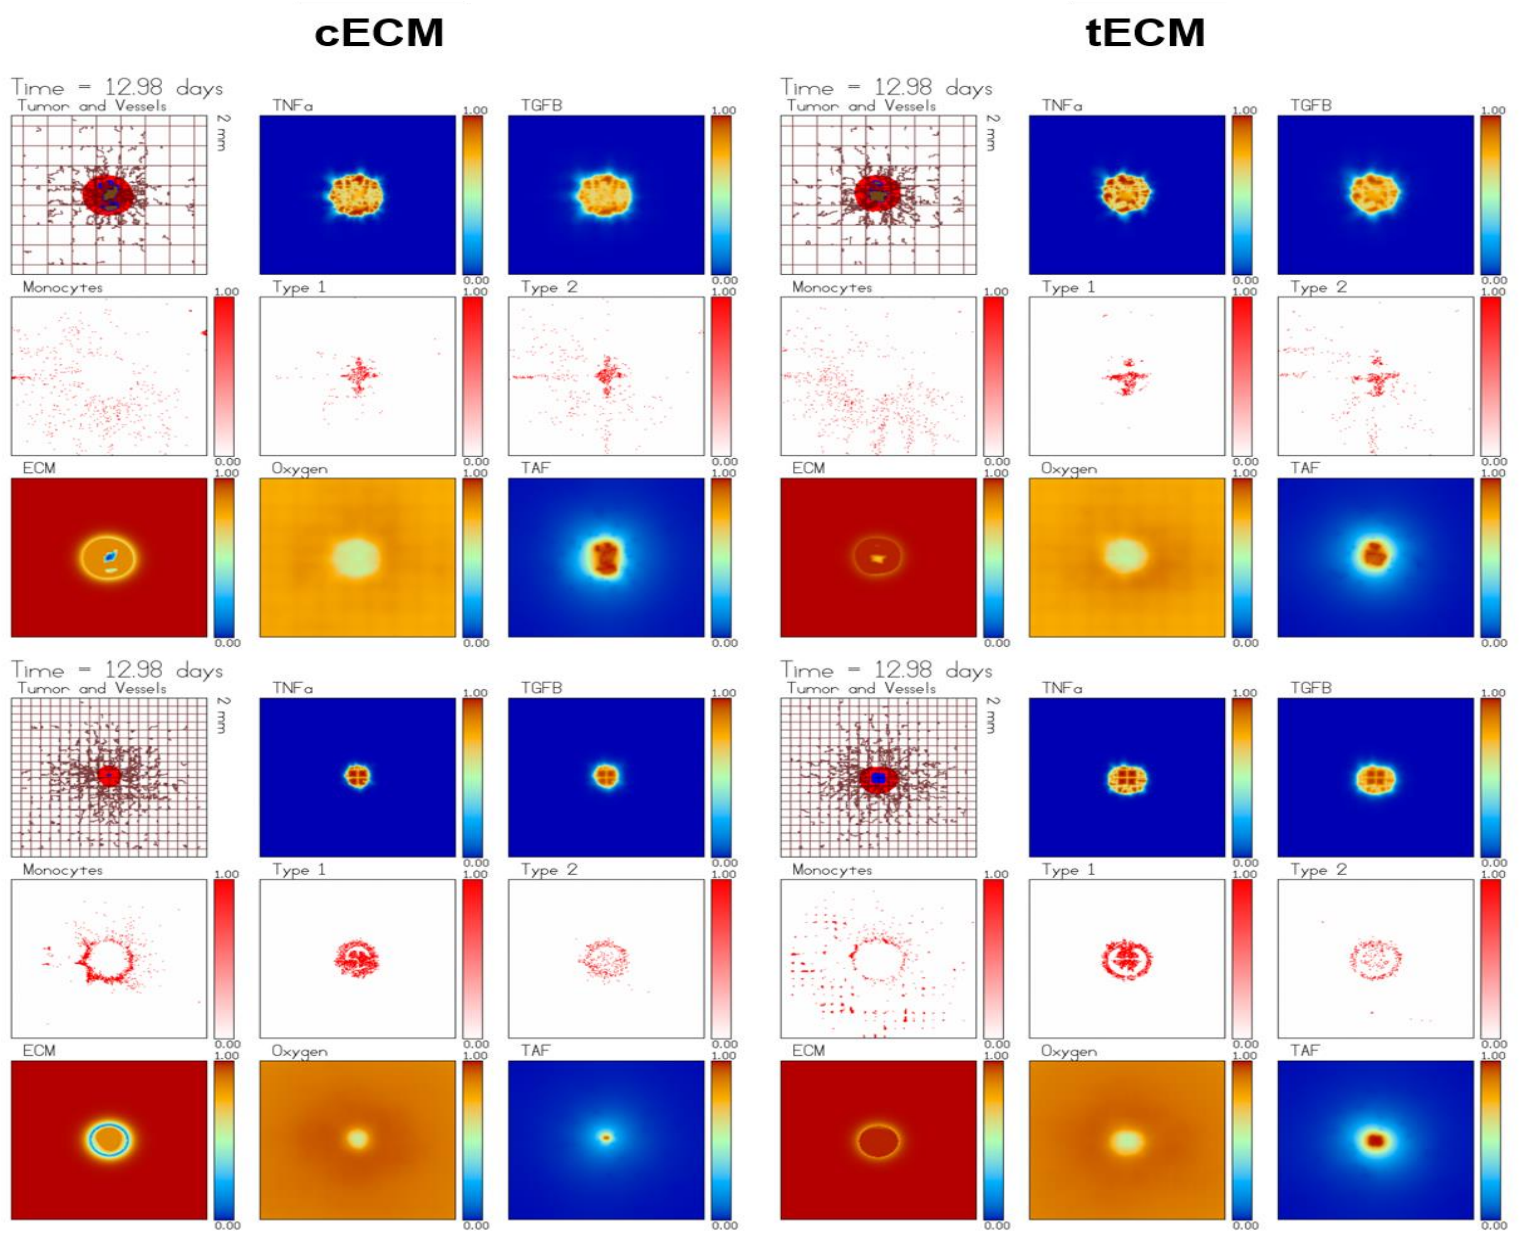 cECM tECM
Time = 12.98 days Time = 12.98 days
Tumor and Vessels TNFa TGFB Tumor and Vessels TNFa TGFB
1.00 1.00 1.00 1.00
2 mm 2 mm
0.00 0.00 0.00 0.00
Monocytes Type 1 Type 2 Monocytes Type 1 Type 2
1.00 1.00 1.00 1.00 1.00 1.00
0.00 0.00 0.00 0.00 0.00 0.00
ECM Oxygen TAF ECM Oxygen TAF
1.00 1.00 1.00 1.00 1.00 1.00
0.00 0.00 0.00 0.00 0.00 0.00
Time = 12.98 days Time = 12.98 days
Tumor and Vessels TNFa TGFB Tumor and Vessels TNFa TGFB
1.00 1.00 1.00 1.00
2 mm 2 mm
0.00 0.00 0.00 0.00
Monocytes Type 1 Type 2 Monocytes Type 1 Type 2
1.00 1.00 1.00 1.00 1.00 1.00
0.00 0.00 0.00 0.00 0.00 0.00
ECM Oxygen TAF ECM Oxygen TAF
1.00 1.00 1.00 1.00 1.00 1.00
0.00 0.00 0.00 0.00 0.00 0.00